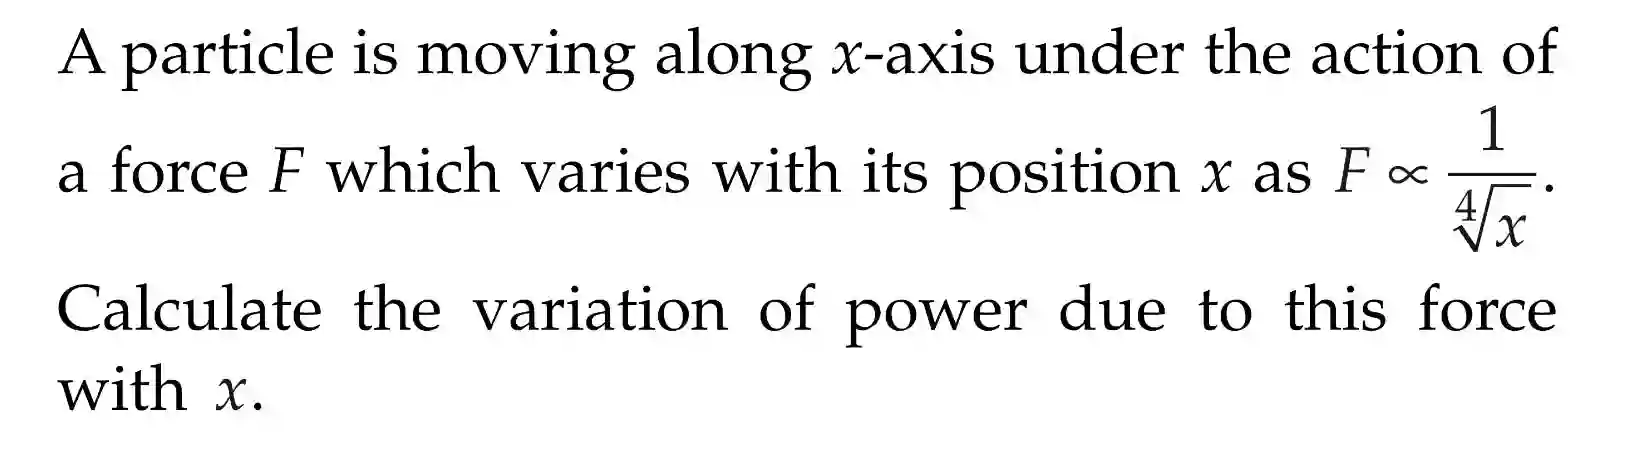 A particle is moving along x-axis under the action of
a force F which varies with its position x as F ∝ 1/∜x.
Calculate the variation of power due to this force
with x.